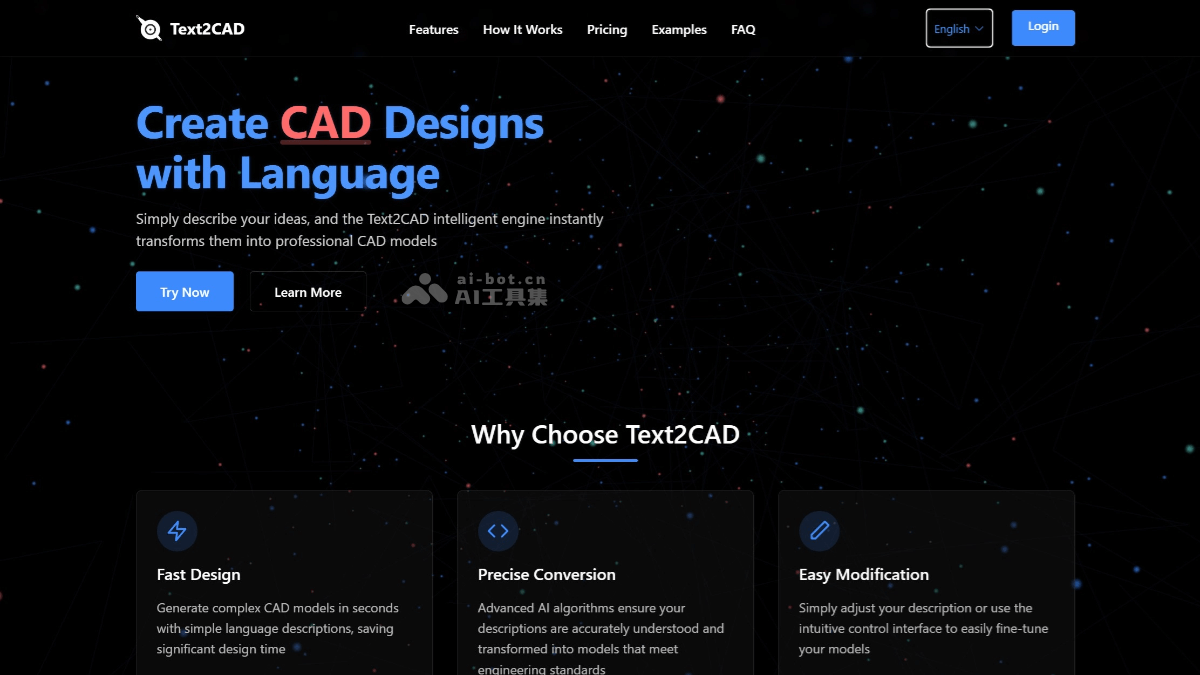 Text2CAD
Features
How It Works
Pricing
Examples
FAQ
English
Login
Create CAD Designs
with Language
Simply describe your ideas, and the Text2CAD intelligent engine instantly
transforms them into professional CAD models
Try Now
Learn More
ai-bot.cn
AI工具集
Why Choose Text2CAD
Fast Design
Generate complex CAD models in seconds
with simple language descriptions, saving
significant design time
Precise Conversion
Advanced AI algorithms ensure your
descriptions are accurately understood and
transformed into models that meet
engineering standards
Easy Modification
Simply adjust your description or use the
intuitive control interface to easily fine-tune
your models